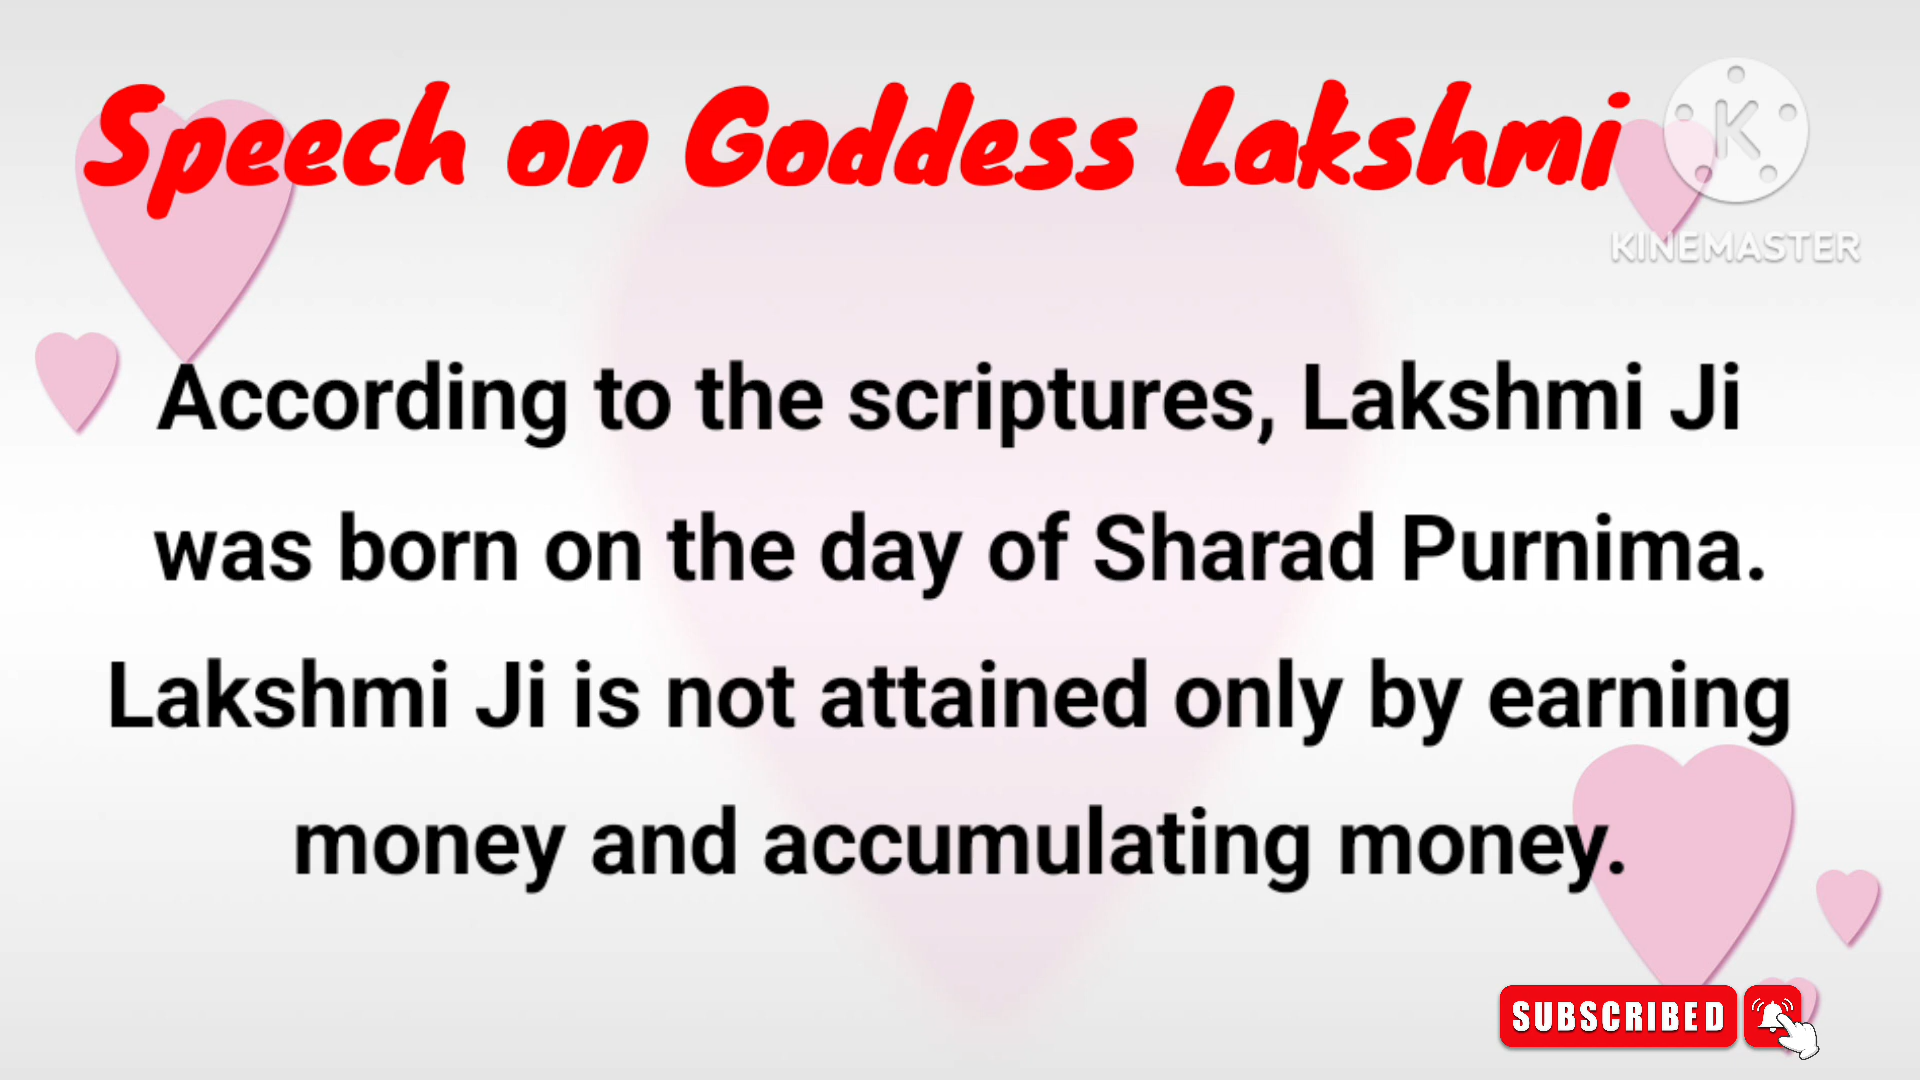 Speech on Goddess Lakshmi
K
KINEMASTER
According to the scriptures, Lakshmi Ji
was born on the day of Sharad Purnima.
Lakshmi Ji is not attained only by earning
money and accumulating money.
SUBSCRIBED